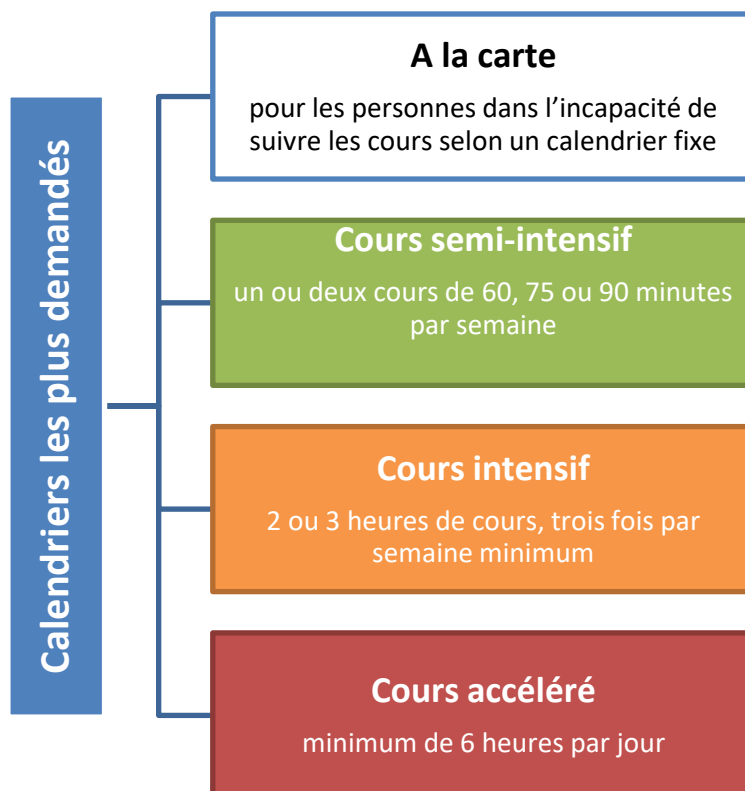 Calendriers les plus demandés
A la carte
pour les personnes dans l’incapacité de
suivre les cours selon un calendrier fixe
Cours semi-intensif
un ou deux cours de 60, 75 ou 90 minutes
par semaine
Cours intensif
2 ou 3 heures de cours, trois fois par
semaine minimum
Cours accéléré
minimum de 6 heures par jour